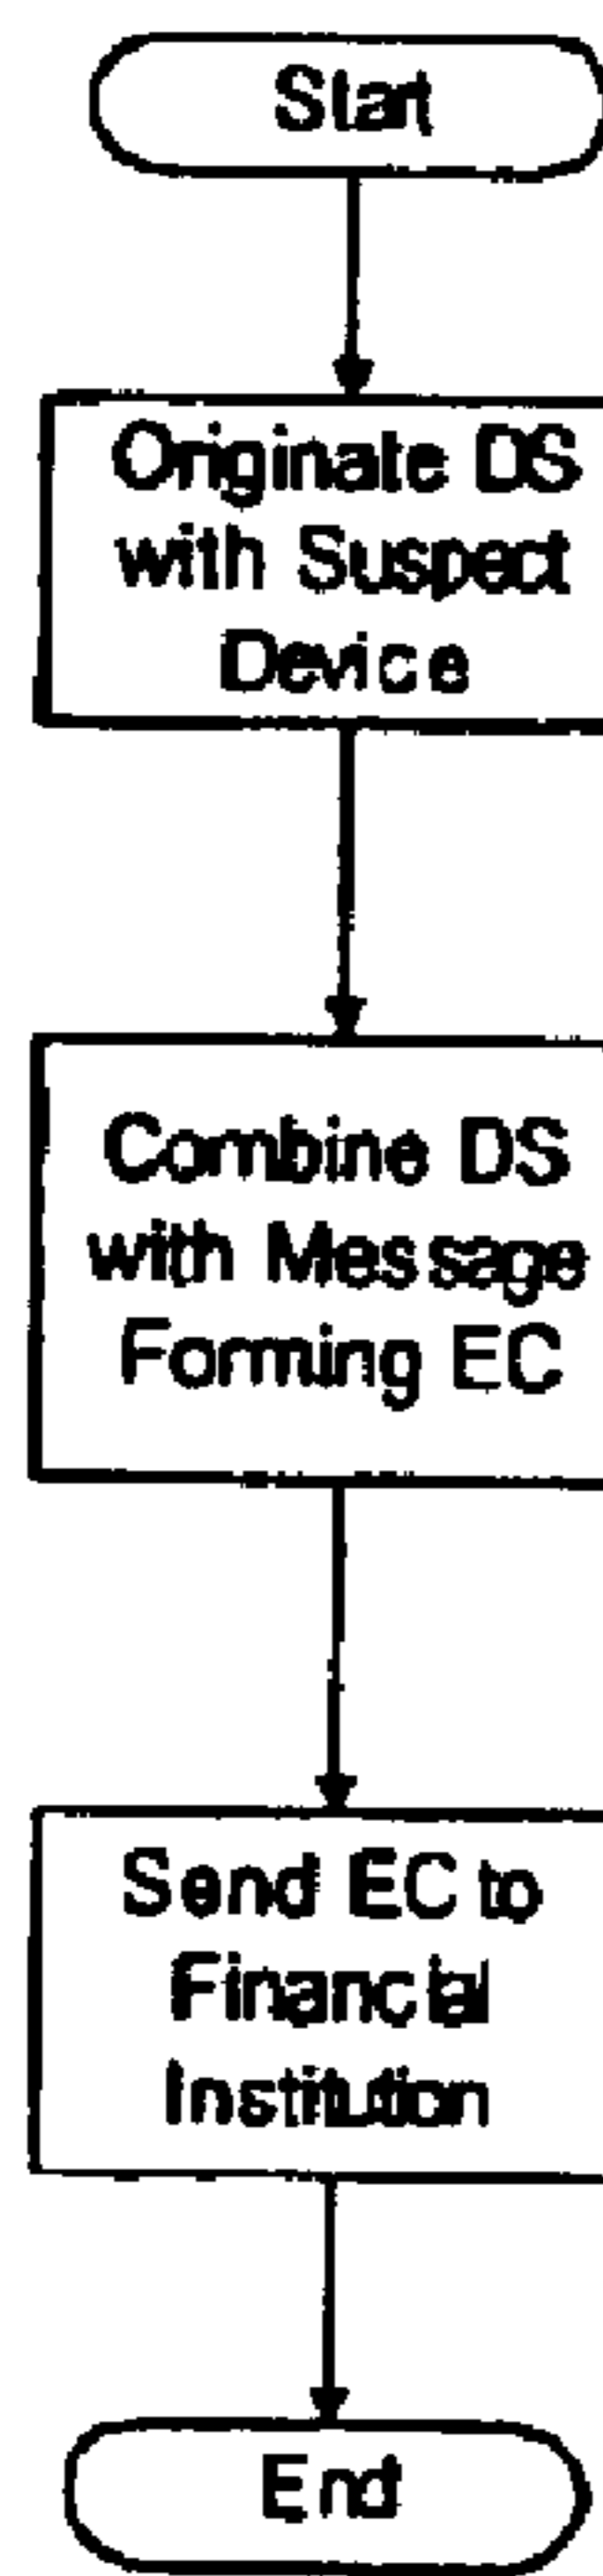 Start
Originate DS
with Suspect
Device
Combine DS
with Message
Forming EC
Send EC to
Financial
Institution
End